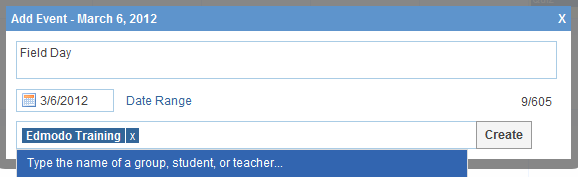 Add Event - March 6, 2012 X
Field Day
3/6/2012 Date Range 9/605
Edmodo Training x Create
Type the name of a group, student, or teacher...